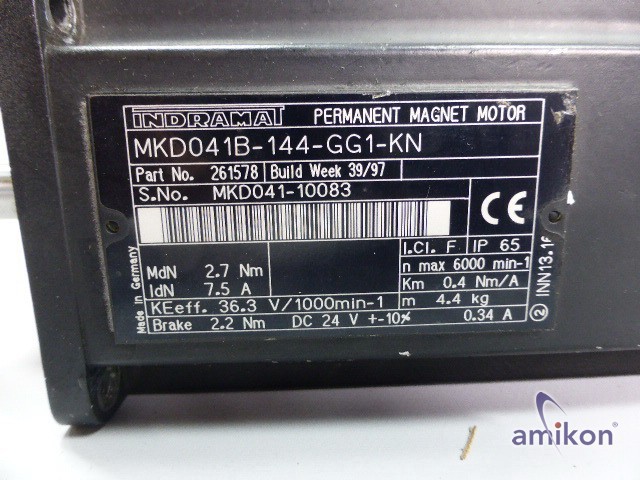 INDRAMAT PERMANENT MAGNET MOTOR
MKD041B-144-GG1-KN
Part No. 261578 Build Week 39/97
S.No. MKD041-10083
CE
I.Cl. F IP 65
MdN 2.7 Nm n max 6000 min-1
IdN 7.5 A Km 0.4 Nm/A
KEeff. 36.3 V/1000min-1 m 4.4 kg
Brake 2.2 Nm DC 24 V +-10% 0.34 A
Made in Germany
2 INN13.1f
amikon